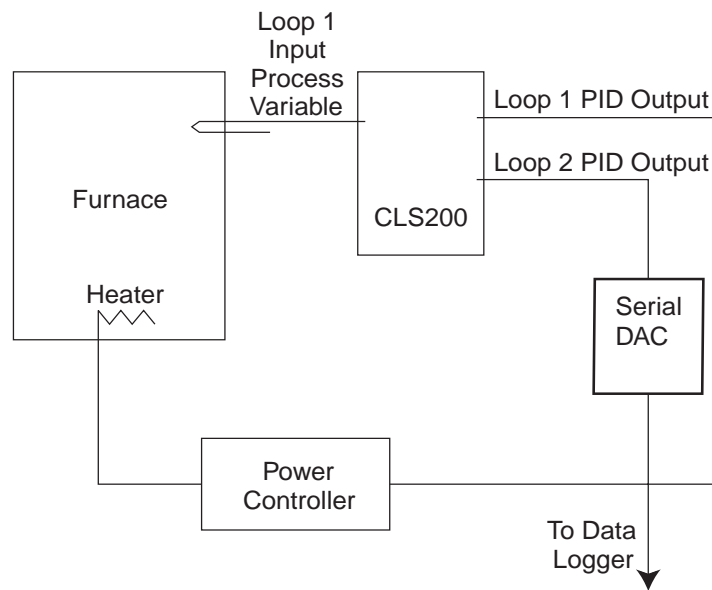 Loop 1
Input
Process
Variable
Loop 1 PID Output
Loop 2 PID Output
Furnace
CLS200
Heater
Serial
DAC
Power
Controller
To Data
Logger